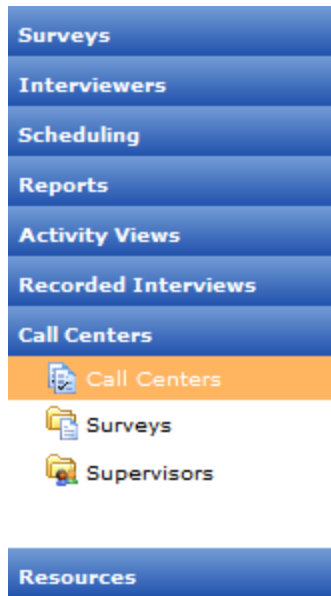 Surveys
Interviewers
Scheduling
Reports
Activity Views
Recorded Interviews
Call Centers
Call Centers
Surveys
Supervisors
Resources